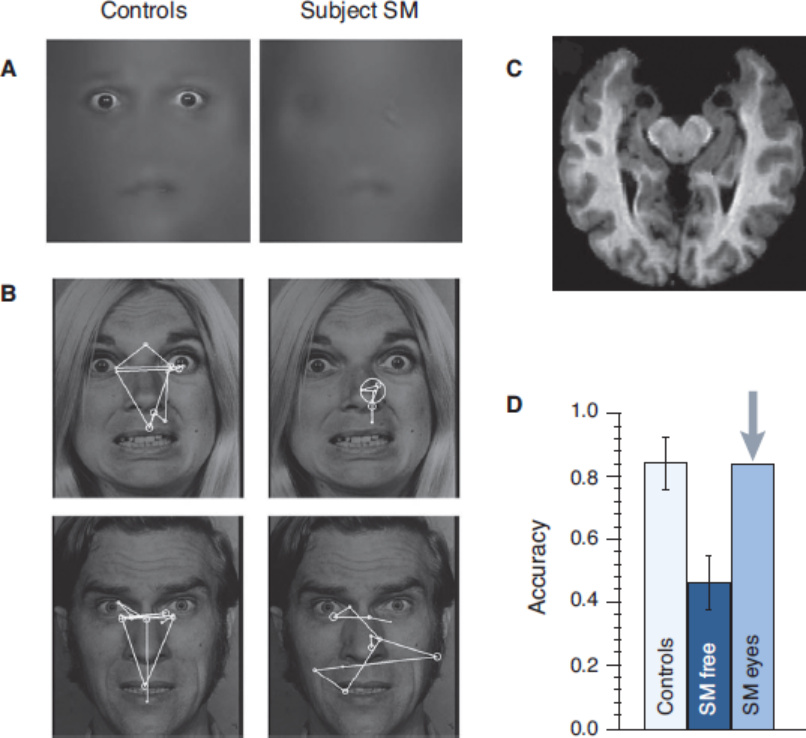 Controls Subject SM
A
C
B
D
1.0
0.8
0.6
0.4
0.2
0.0
Accuracy
Controls
SM free
SM eyes